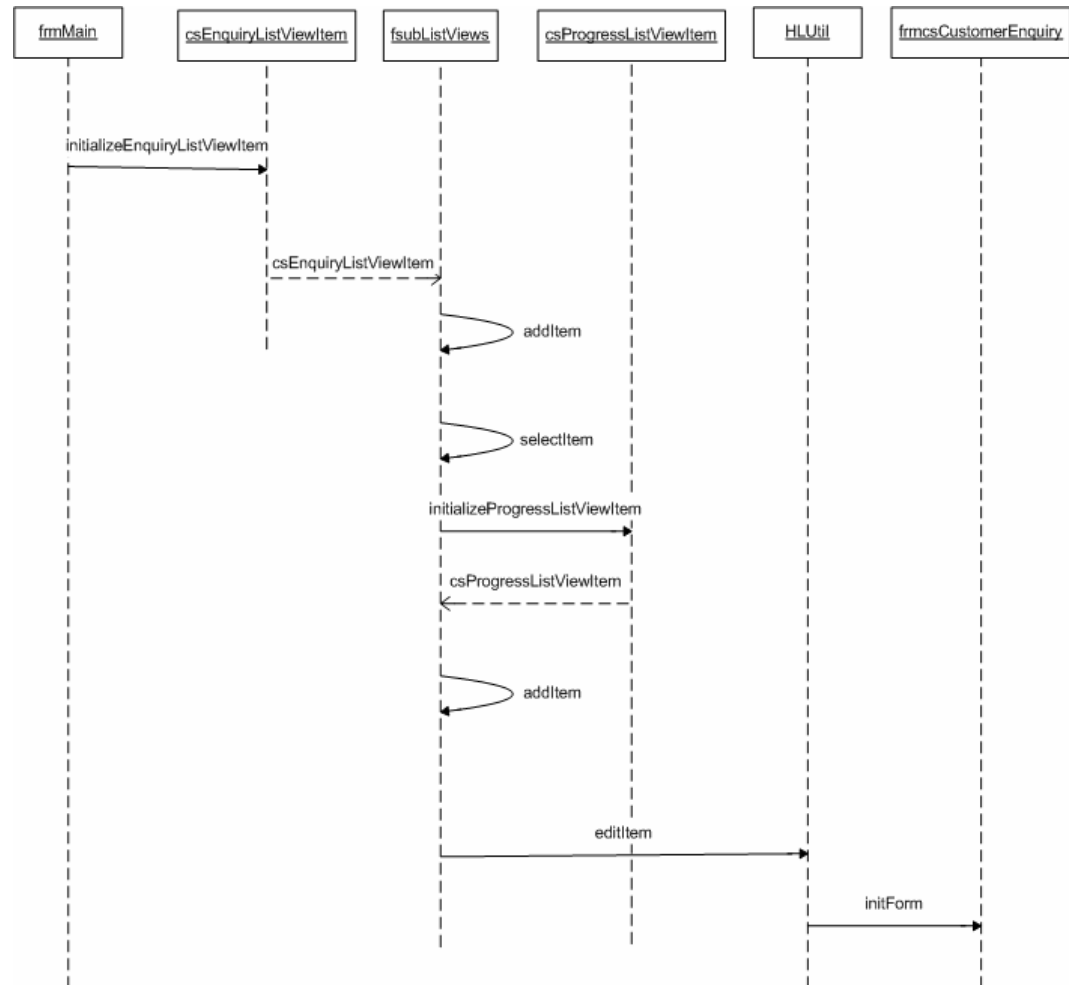 frmMain
csEnquiryListViewItem
fsubListViews
csProgressListViewItem
HLUtil
frmcsCustomerEnquiry
initializeEnquiryListViewItem
csEnquiryListViewItem
addItem
selectItem
initializeProgressListViewItem
csProgressListViewItem
addItem
editItem
initForm